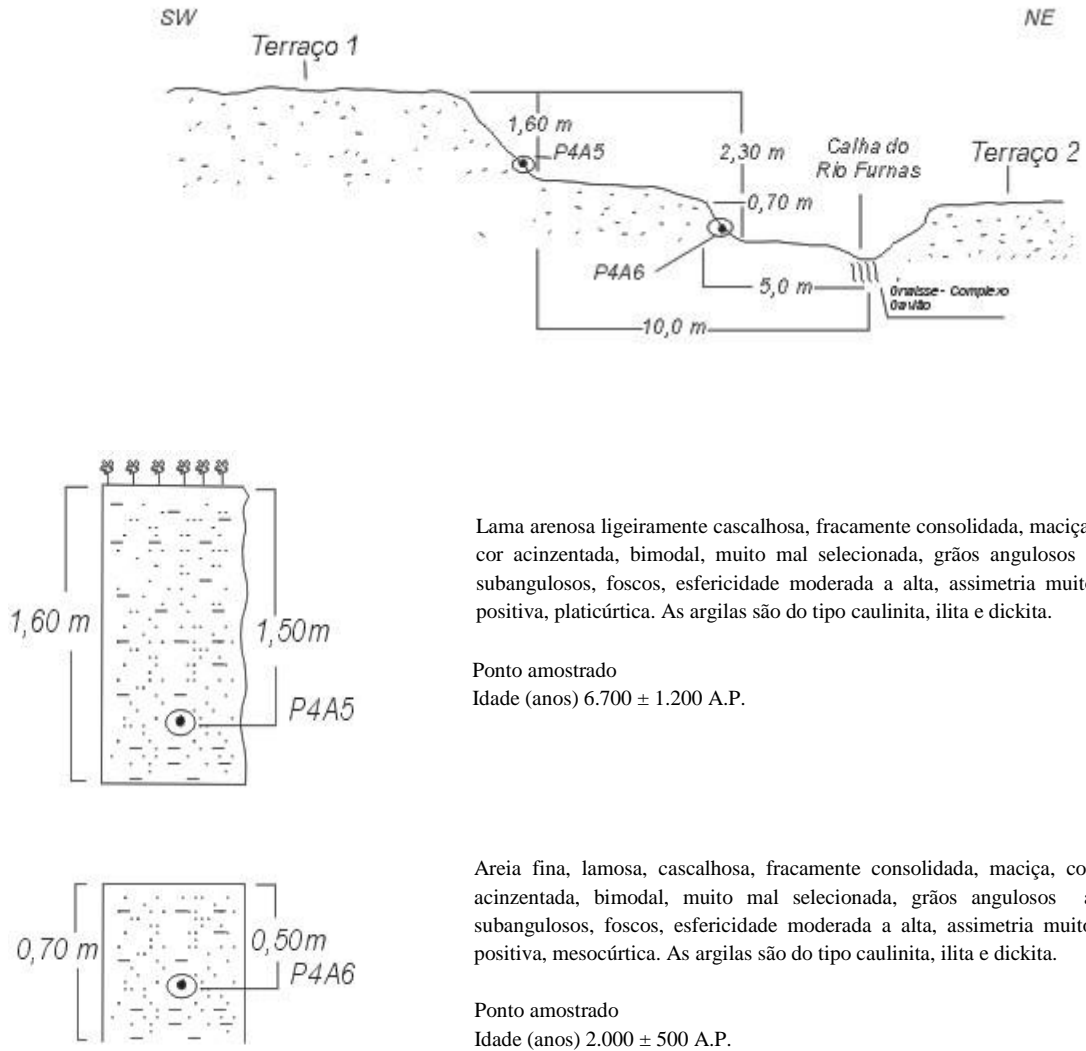 SW
NE
Terraço 1
1,60 m
P4A5
2,30 m
Calha do
Rio Furnas
Terraço 2
0,70 m
P4A6
5,0 m
Gnaisse - Complexo
Gavião
10,0 m
1,60 m
1,50m
P4A5
Lama arenosa ligeiramente cascalhosa, fracamente consolidada, maciça
cor acinzentada, bimodal, muito mal selecionada, grãos angulosos
subangulosos, foscos, esfericidade moderada a alta, assimetria muito
positiva, platicúrtica. As argilas são do tipo caulinita, ilita e dickita.
Ponto amostrado
Idade (anos) 6.700 ± 1.200 A.P.
0,70 m
0,50m
P4A6
Areia fina, lamosa, cascalhosa, fracamente consolidada, maciça, co
acinzentada, bimodal, muito mal selecionada, grãos angulosos a
subangulosos, foscos, esfericidade moderada a alta, assimetria muito
positiva, mesocúrtica. As argilas são do tipo caulinita, ilita e dickita.
Ponto amostrado
Idade (anos) 2.000 ± 500 A.P.